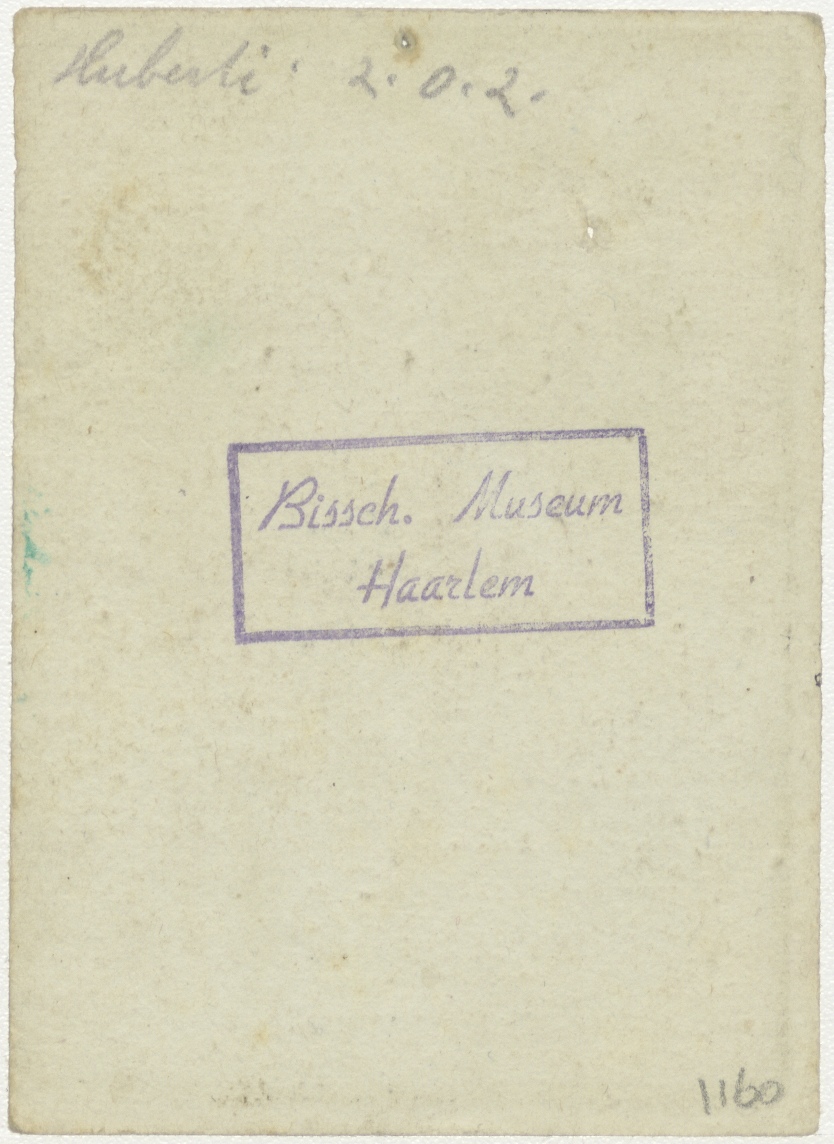 Huberti. 2.0.2.
Bissch. Museum
Haarlem
1160